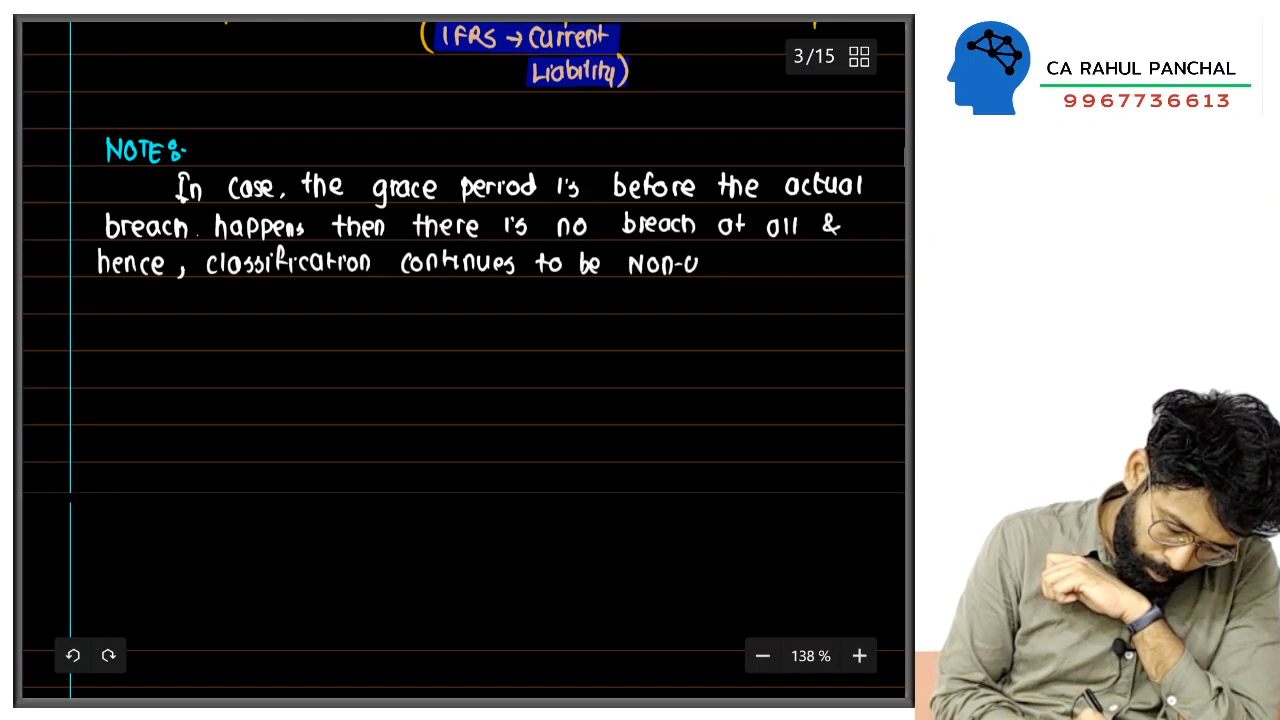 (IFRS → Current
Liability)
3/15
CA RAHUL PANCHAL
9967736613
NOTE:-
In case, the grace period is before the actual
breach happens then there is no breach at all &
hence, classification continues to be Non-c
138 %